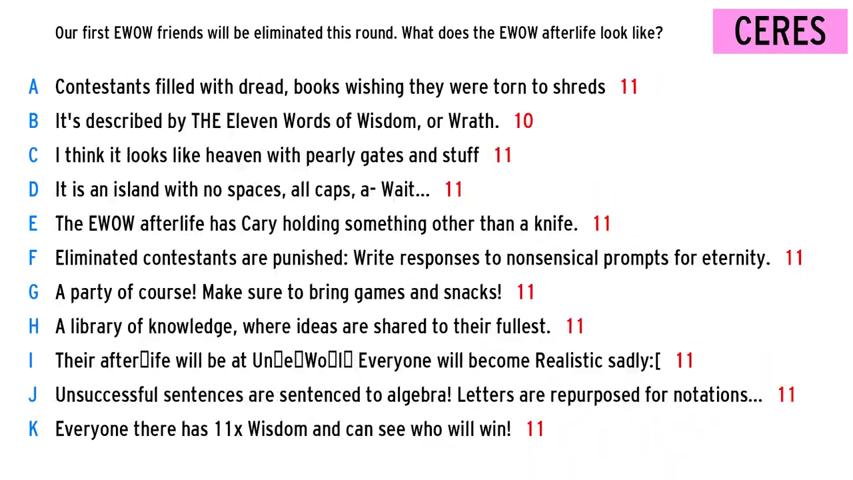 Our first EWOW friends will be eliminated this round. What does the EWOW afterlife look like?
CERES
A Contestants filled with dread, books wishing they were torn to shreds 11
B It's described by THE Eleven Words of Wisdom, or Wrath. 10
C I think it looks like heaven with pearly gates and stuff 11
D It is an island with no spaces, all caps, a- Wait... 11
E The EWOW afterlife has Cary holding something other than a knife. 11
F Eliminated contestants are punished: Write responses to nonsensical prompts for eternity. 11
G A party of course! Make sure to bring games and snacks! 11
H A library of knowledge, where ideas are shared to their fullest. 11
I Their after▯ife will be at Un▯e▯Wo▯l▯ Everyone will become Realistic sadly:[ 11
J Unsuccessful sentences are sentenced to algebra! Letters are repurposed for notations... 11
K Everyone there has 11x Wisdom and can see who will win! 11